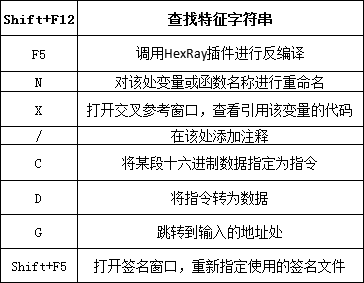 Shift+F12 查找特征字符串
F5 调用HexRay插件进行反编译
N 对该处变量或函数名称进行重命名
X 打开交叉参考窗口，查看引用该变量的代码
/ 在该处添加注释
C 将某段十六进制数据指定为指令
D 将指令转为数据
G 跳转到输入的地址处
Shift+F5 打开签名窗口，重新指定使用的签名文件